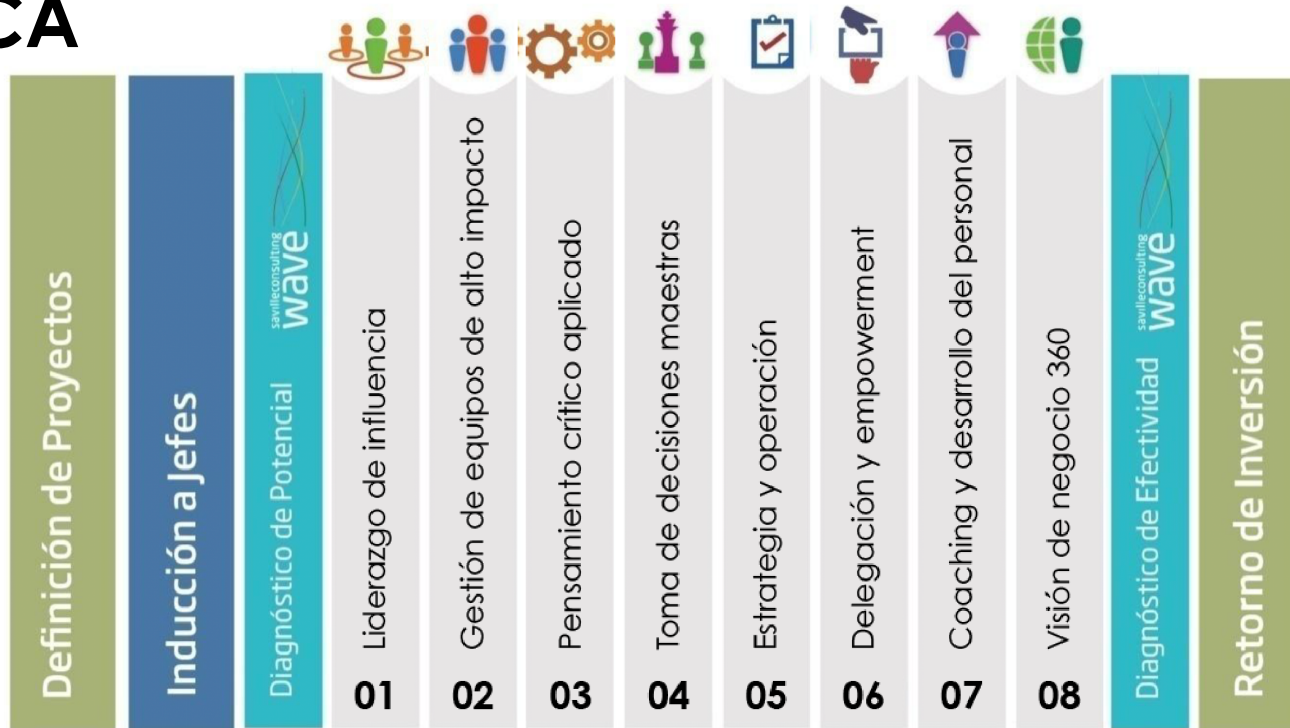 CA
Definición de Proyectos
Inducción a Jefes
Diagnóstico de Potencial
savilleconsulting
wave
Liderazgo de influencia
01
Gestión de equipos de alto impacto
02
Pensamiento crítico aplicado
03
Toma de decisiones maestras
04
Estrategia y operación
05
Delegación y empowerment
06
Coaching y desarrollo del personal
07
Visión de negocio 360
08
Diagnóstico de Efectividad
savilleconsulting
wave
Retorno de Inversión